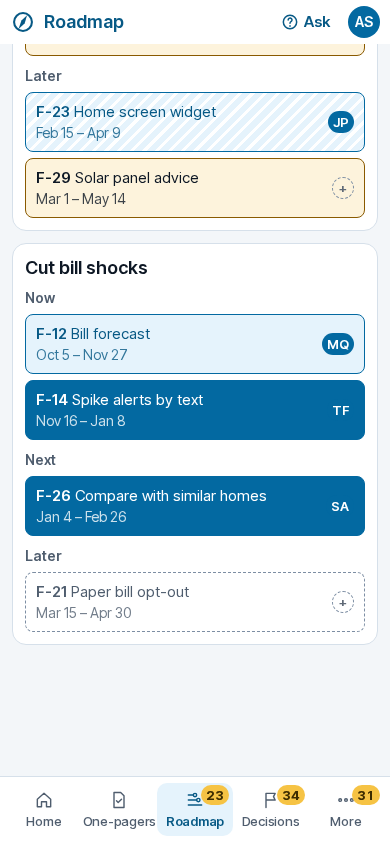 Roadmap
Ask
AS
Later
F-23 Home screen widget
Feb 15 – Apr 9
JP
F-29 Solar panel advice
Mar 1 – May 14
+
Cut bill shocks
Now
F-12 Bill forecast
Oct 5 – Nov 27
MQ
F-14 Spike alerts by text
Nov 16 – Jan 8
TF
Next
F-26 Compare with similar homes
Jan 4 – Feb 26
SA
Later
F-21 Paper bill opt-out
Mar 15 – Apr 30
+
Home
One-pagers
23
Roadmap
34
Decisions
31
More